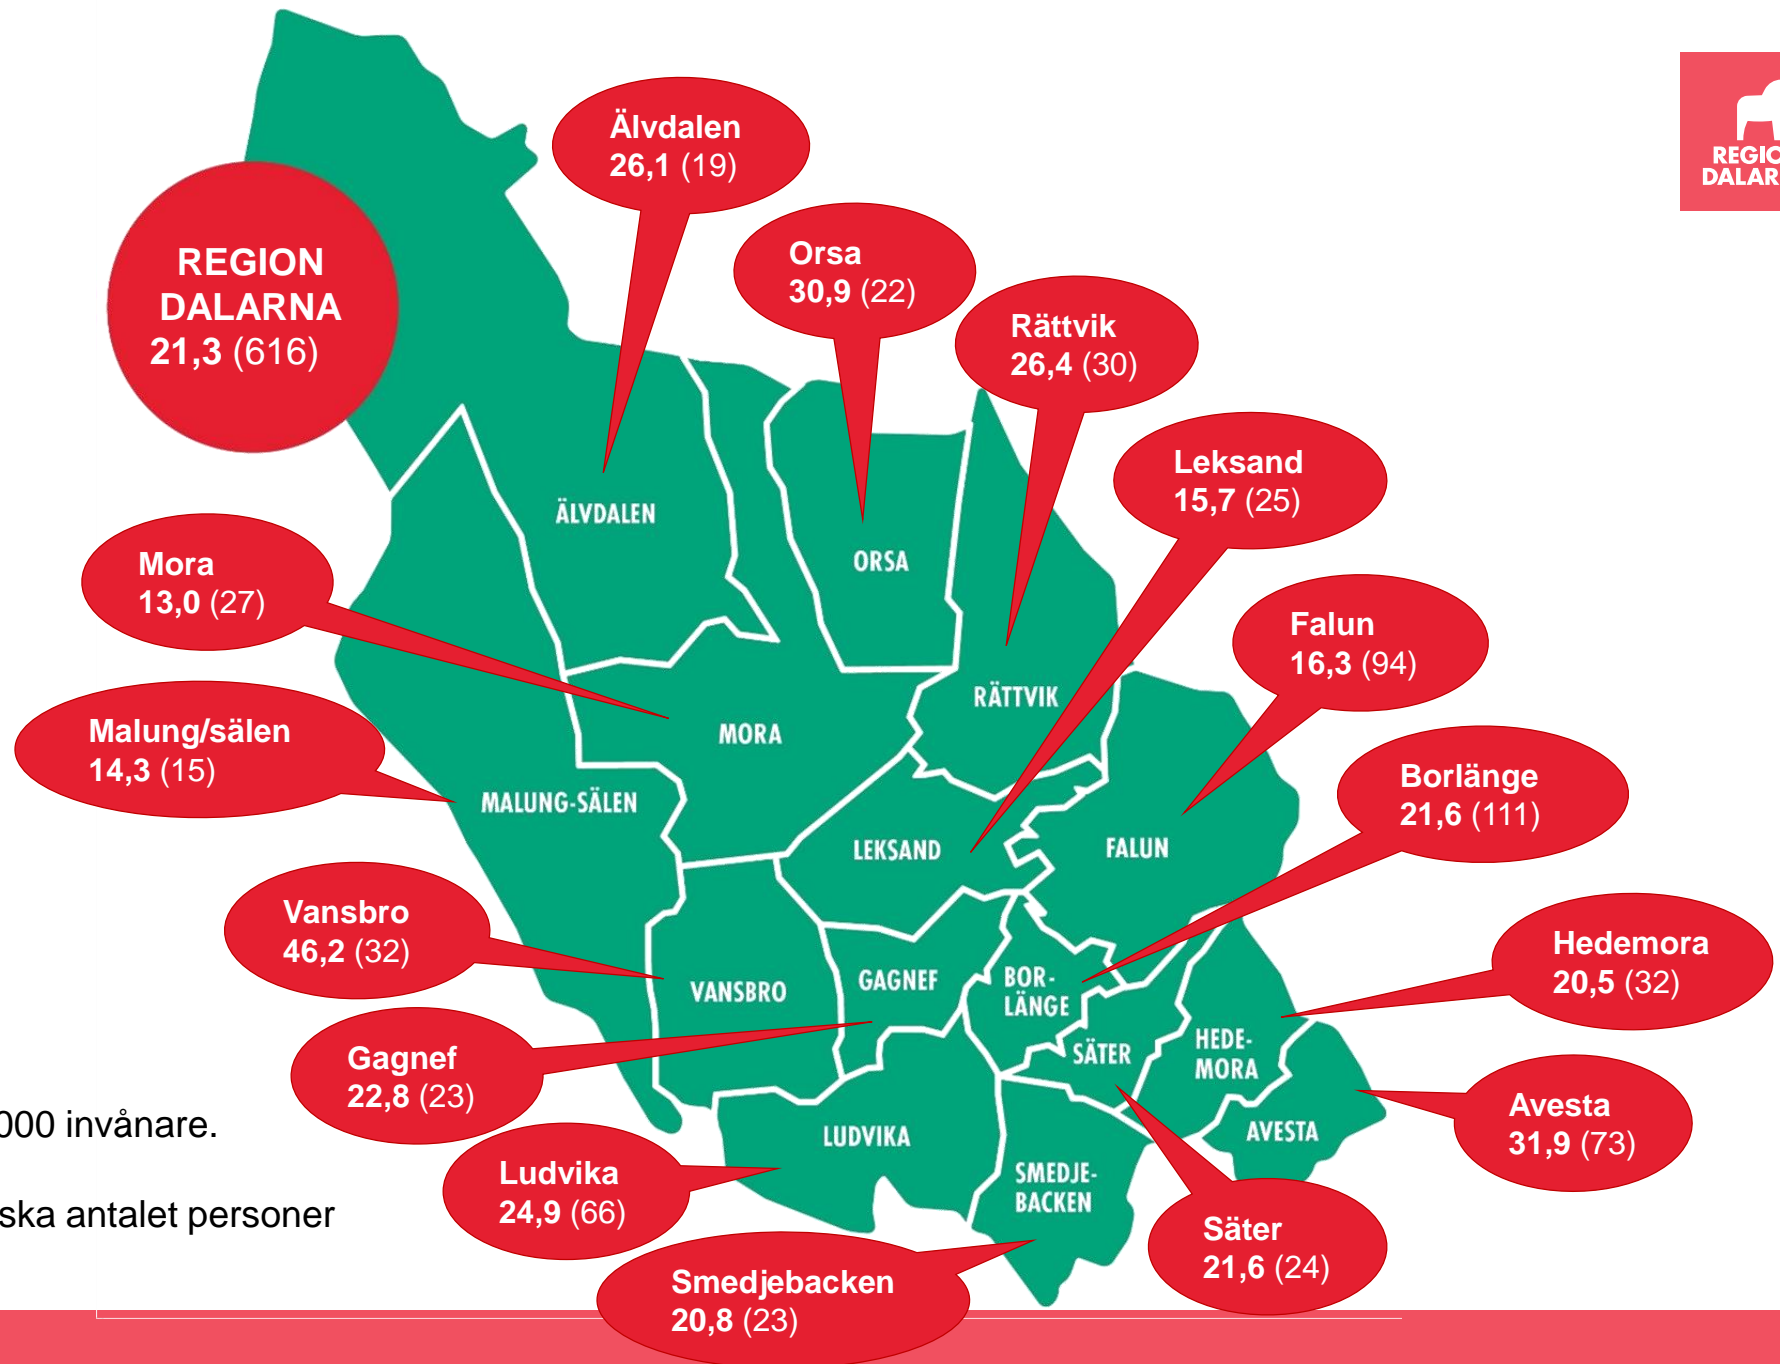 Älvdalen
26,1 (19)
REGION
DALARNA
21,3 (616)
Orsa
30,9 (22)
Rättvik
26,4 (30)
Leksand
15,7 (25)
Mora
13,0 (27)
Falun
16,3 (94)
Malung/sälen
14,3 (15)
Borlänge
21,6 (111)
Vansbro
46,2 (32)
Hedemora
20,5 (32)
Gagnef
22,8 (23)
Avesta
31,9 (73)
Ludvika
24,9 (66)
Säter
21,6 (24)
Smedjebacken
20,8 (23)
ÄLVDALEN
ORSA
RÄTTVIK
MORA
MALUNG-SÄLEN
LEKSAND
FALUN
VANSBRO
GAGNEF
BOR-
LÄNGE
SÄTER
HEDE-
MORA
AVESTA
LUDVIKA
SMEDJE-
BACKEN
000 invånare.
ska antalet personer
REGIO
DALAR